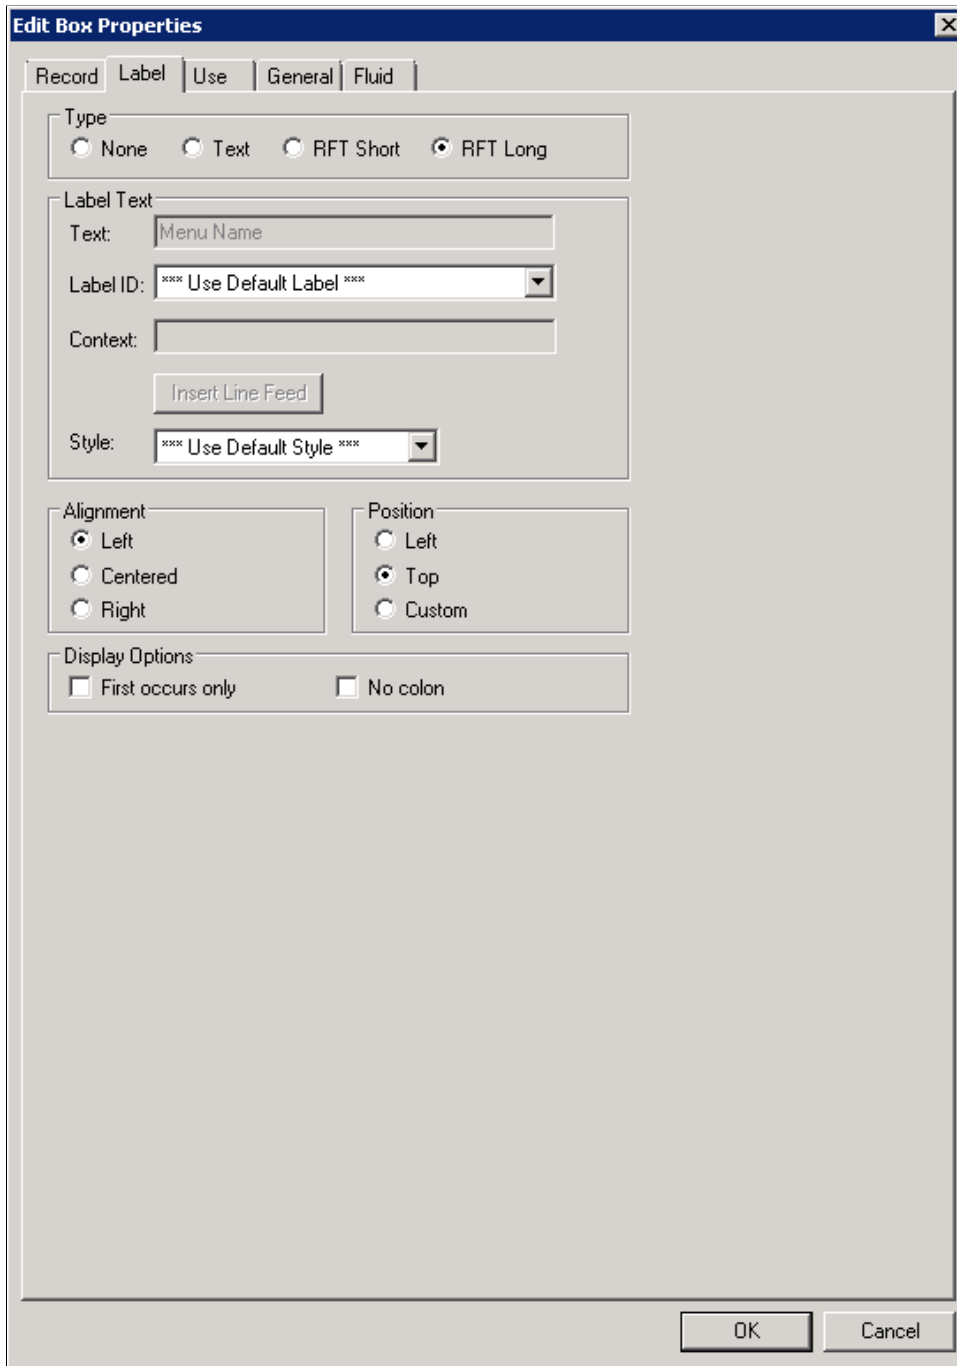 Edit Box Properties
Record Label Use General Fluid
Type
None Text RFT Short RFT Long
Label Text
Text: Menu Name
Label ID: *** Use Default Label ***
Context:
Insert Line Feed
Style: *** Use Default Style ***
Alignment Position
Left Left
Centered Top
Right Custom
Display Options
First occurs only No colon
OK Cancel